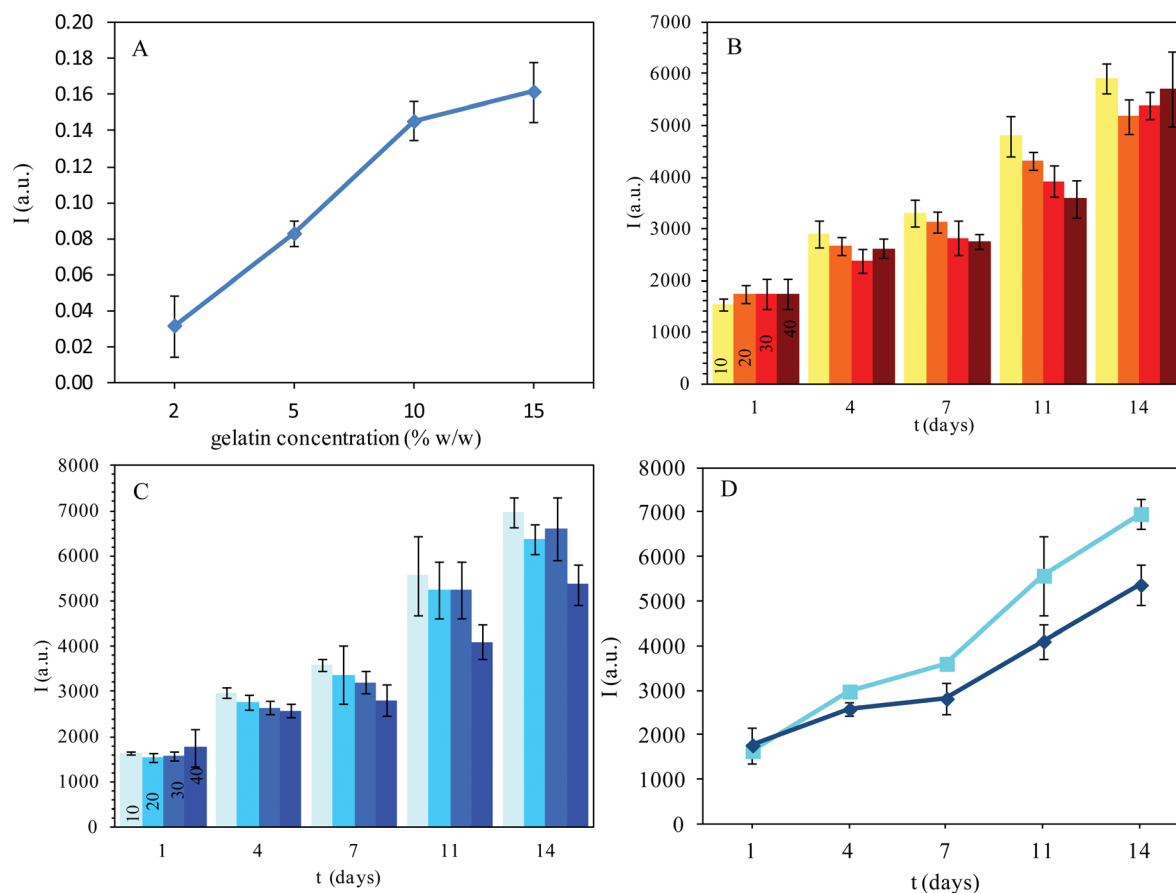 A
I (a.u.)
0.20
0.18
0.16
0.14
0.12
0.10
0.08
0.06
0.04
0.02
0.00
2 5 10 15
gelatin concentration (% w/w)
B
I (a.u.)
7000
6000
5000
4000
3000
2000
1000
0
10 20 30 40
1 4 7 11 14
t (days)
C
I (a.u.)
8000
7000
6000
5000
4000
3000
2000
1000
0
10 20 30 40
1 4 7 11 14
t (days)
D
I (a.u.)
8000
7000
6000
5000
4000
3000
2000
1000
0
1 4 7 11 14
t (days)